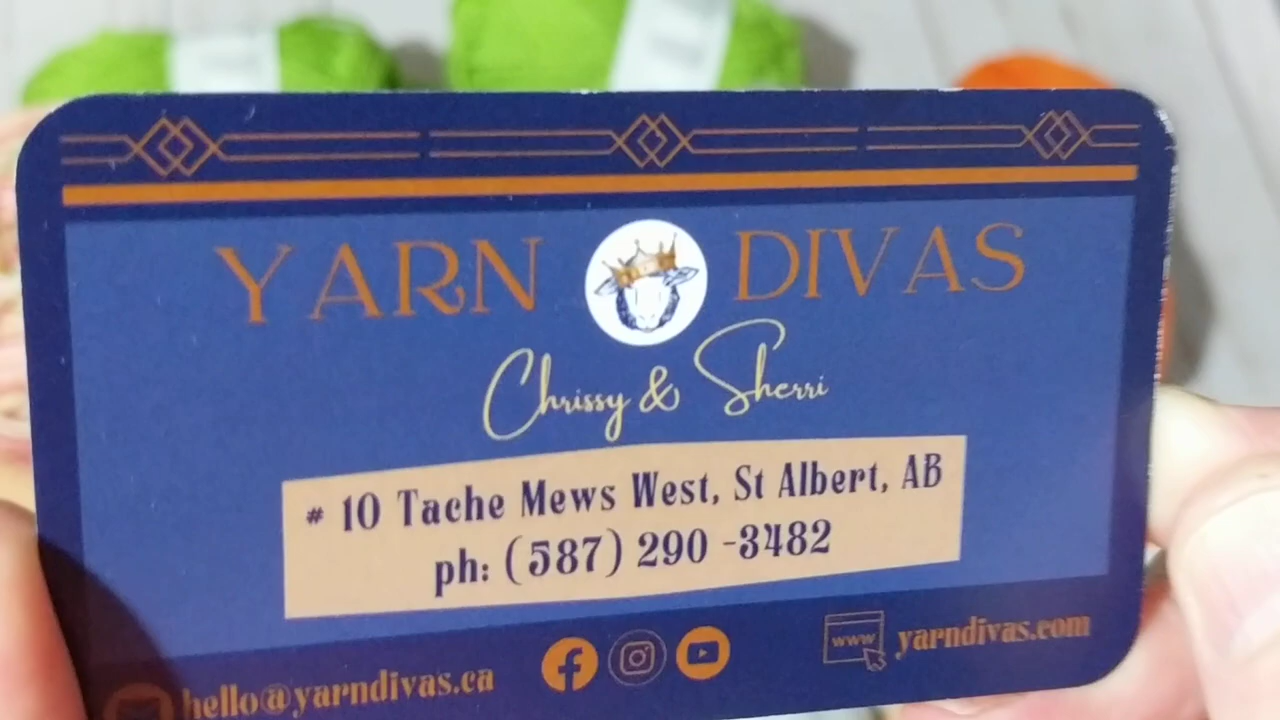 YARN DIVAS
Chrissy & Sherri
# 10 Tache Mews West, St Albert, AB
ph: (587) 290 -3482
hello@yarndivas.ca
www yarndivas.com